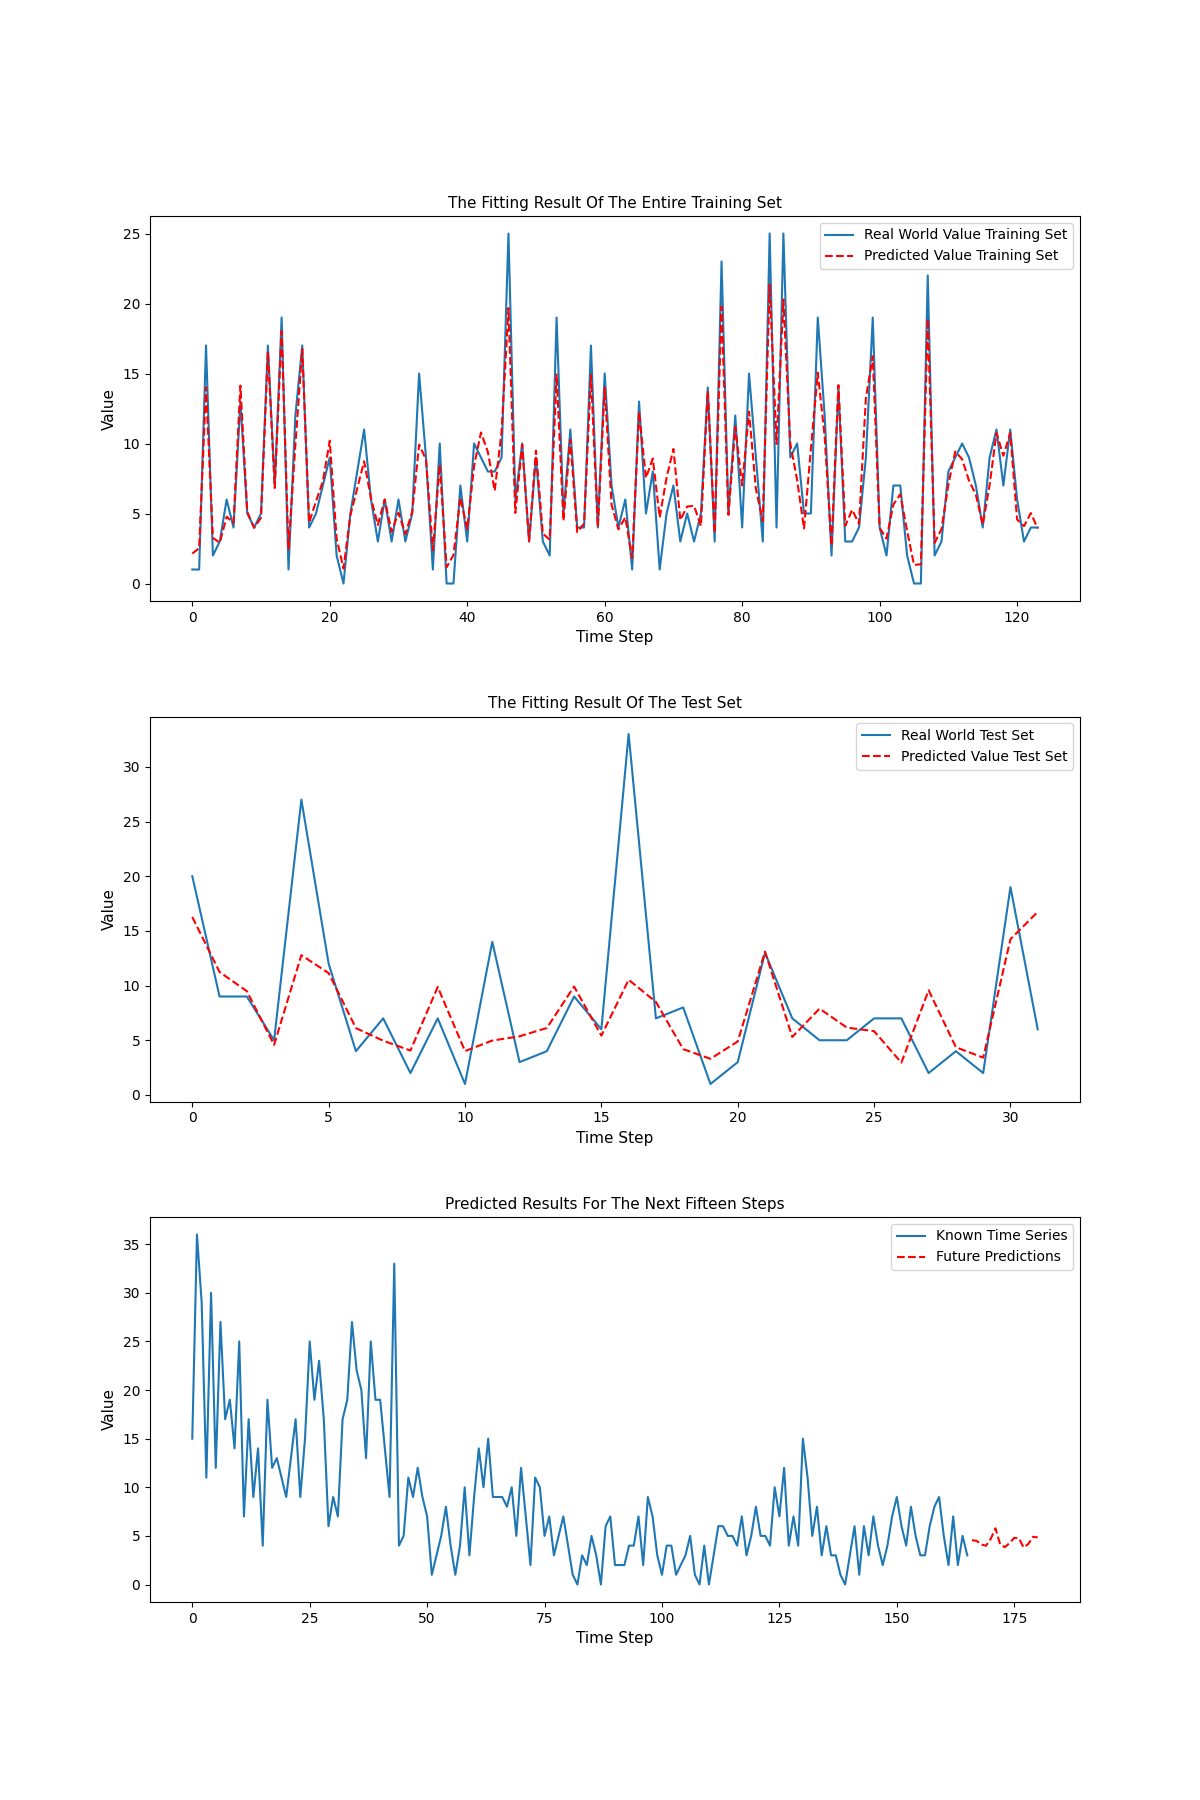 The Fitting Result Of The Entire Training Set
Real World Value Training Set
Predicted Value Training Set
25
20
15
10
5
0
Value
0 20 40 60 80 100 120
Time Step
The Fitting Result Of The Test Set
Real World Test Set
Predicted Value Test Set
30
25
20
15
10
5
0
Value
0 5 10 15 20 25 30
Time Step
Predicted Results For The Next Fifteen Steps
Known Time Series
Future Predictions
35
30
25
20
15
10
5
0
Value
0 25 50 75 100 125 150 175
Time Step